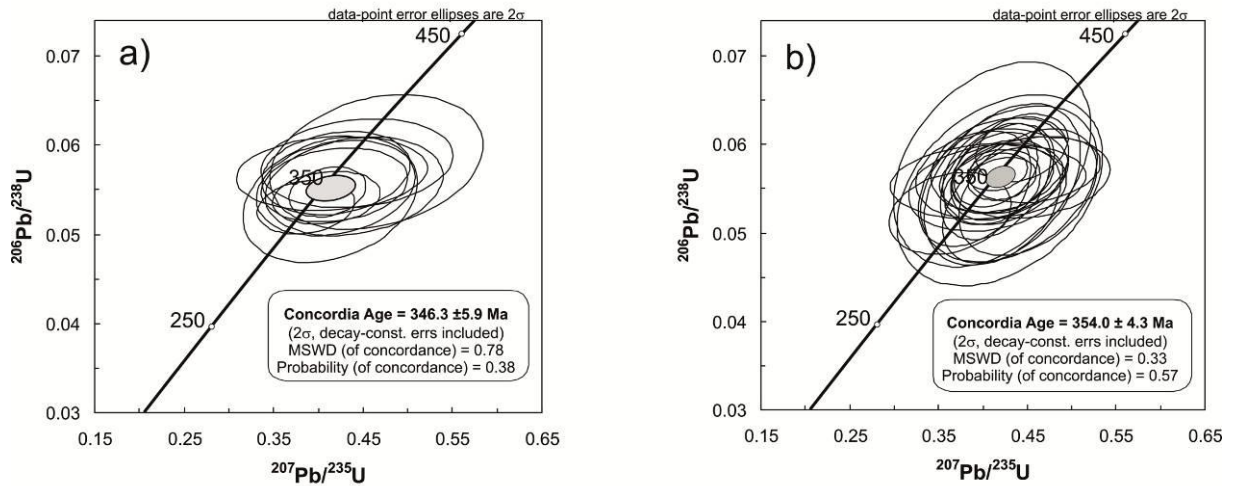 data-point error ellipses are 2σ
a)
450
350
250
0.07
0.06
0.05
0.04
0.03
²⁰⁶Pb/²³⁸U
Concordia Age = 346.3 ±5.9 Ma
(2σ, decay-const. errs included)
MSWD (of concordance) = 0.78
Probability (of concordance) = 0.38
0.15 0.25 0.35 0.45 0.55 0.65
²⁰⁷Pb/²³⁵U
data-point error ellipses are 2σ
b)
450
350
250
0.07
0.06
0.05
0.04
0.03
²⁰⁶Pb/²³⁸U
Concordia Age = 354.0 ± 4.3 Ma
(2σ, decay-const. errs included)
MSWD (of concordance) = 0.33
Probability (of concordance) = 0.57
0.15 0.25 0.35 0.45 0.55 0.65
²⁰⁷Pb/²³⁵U